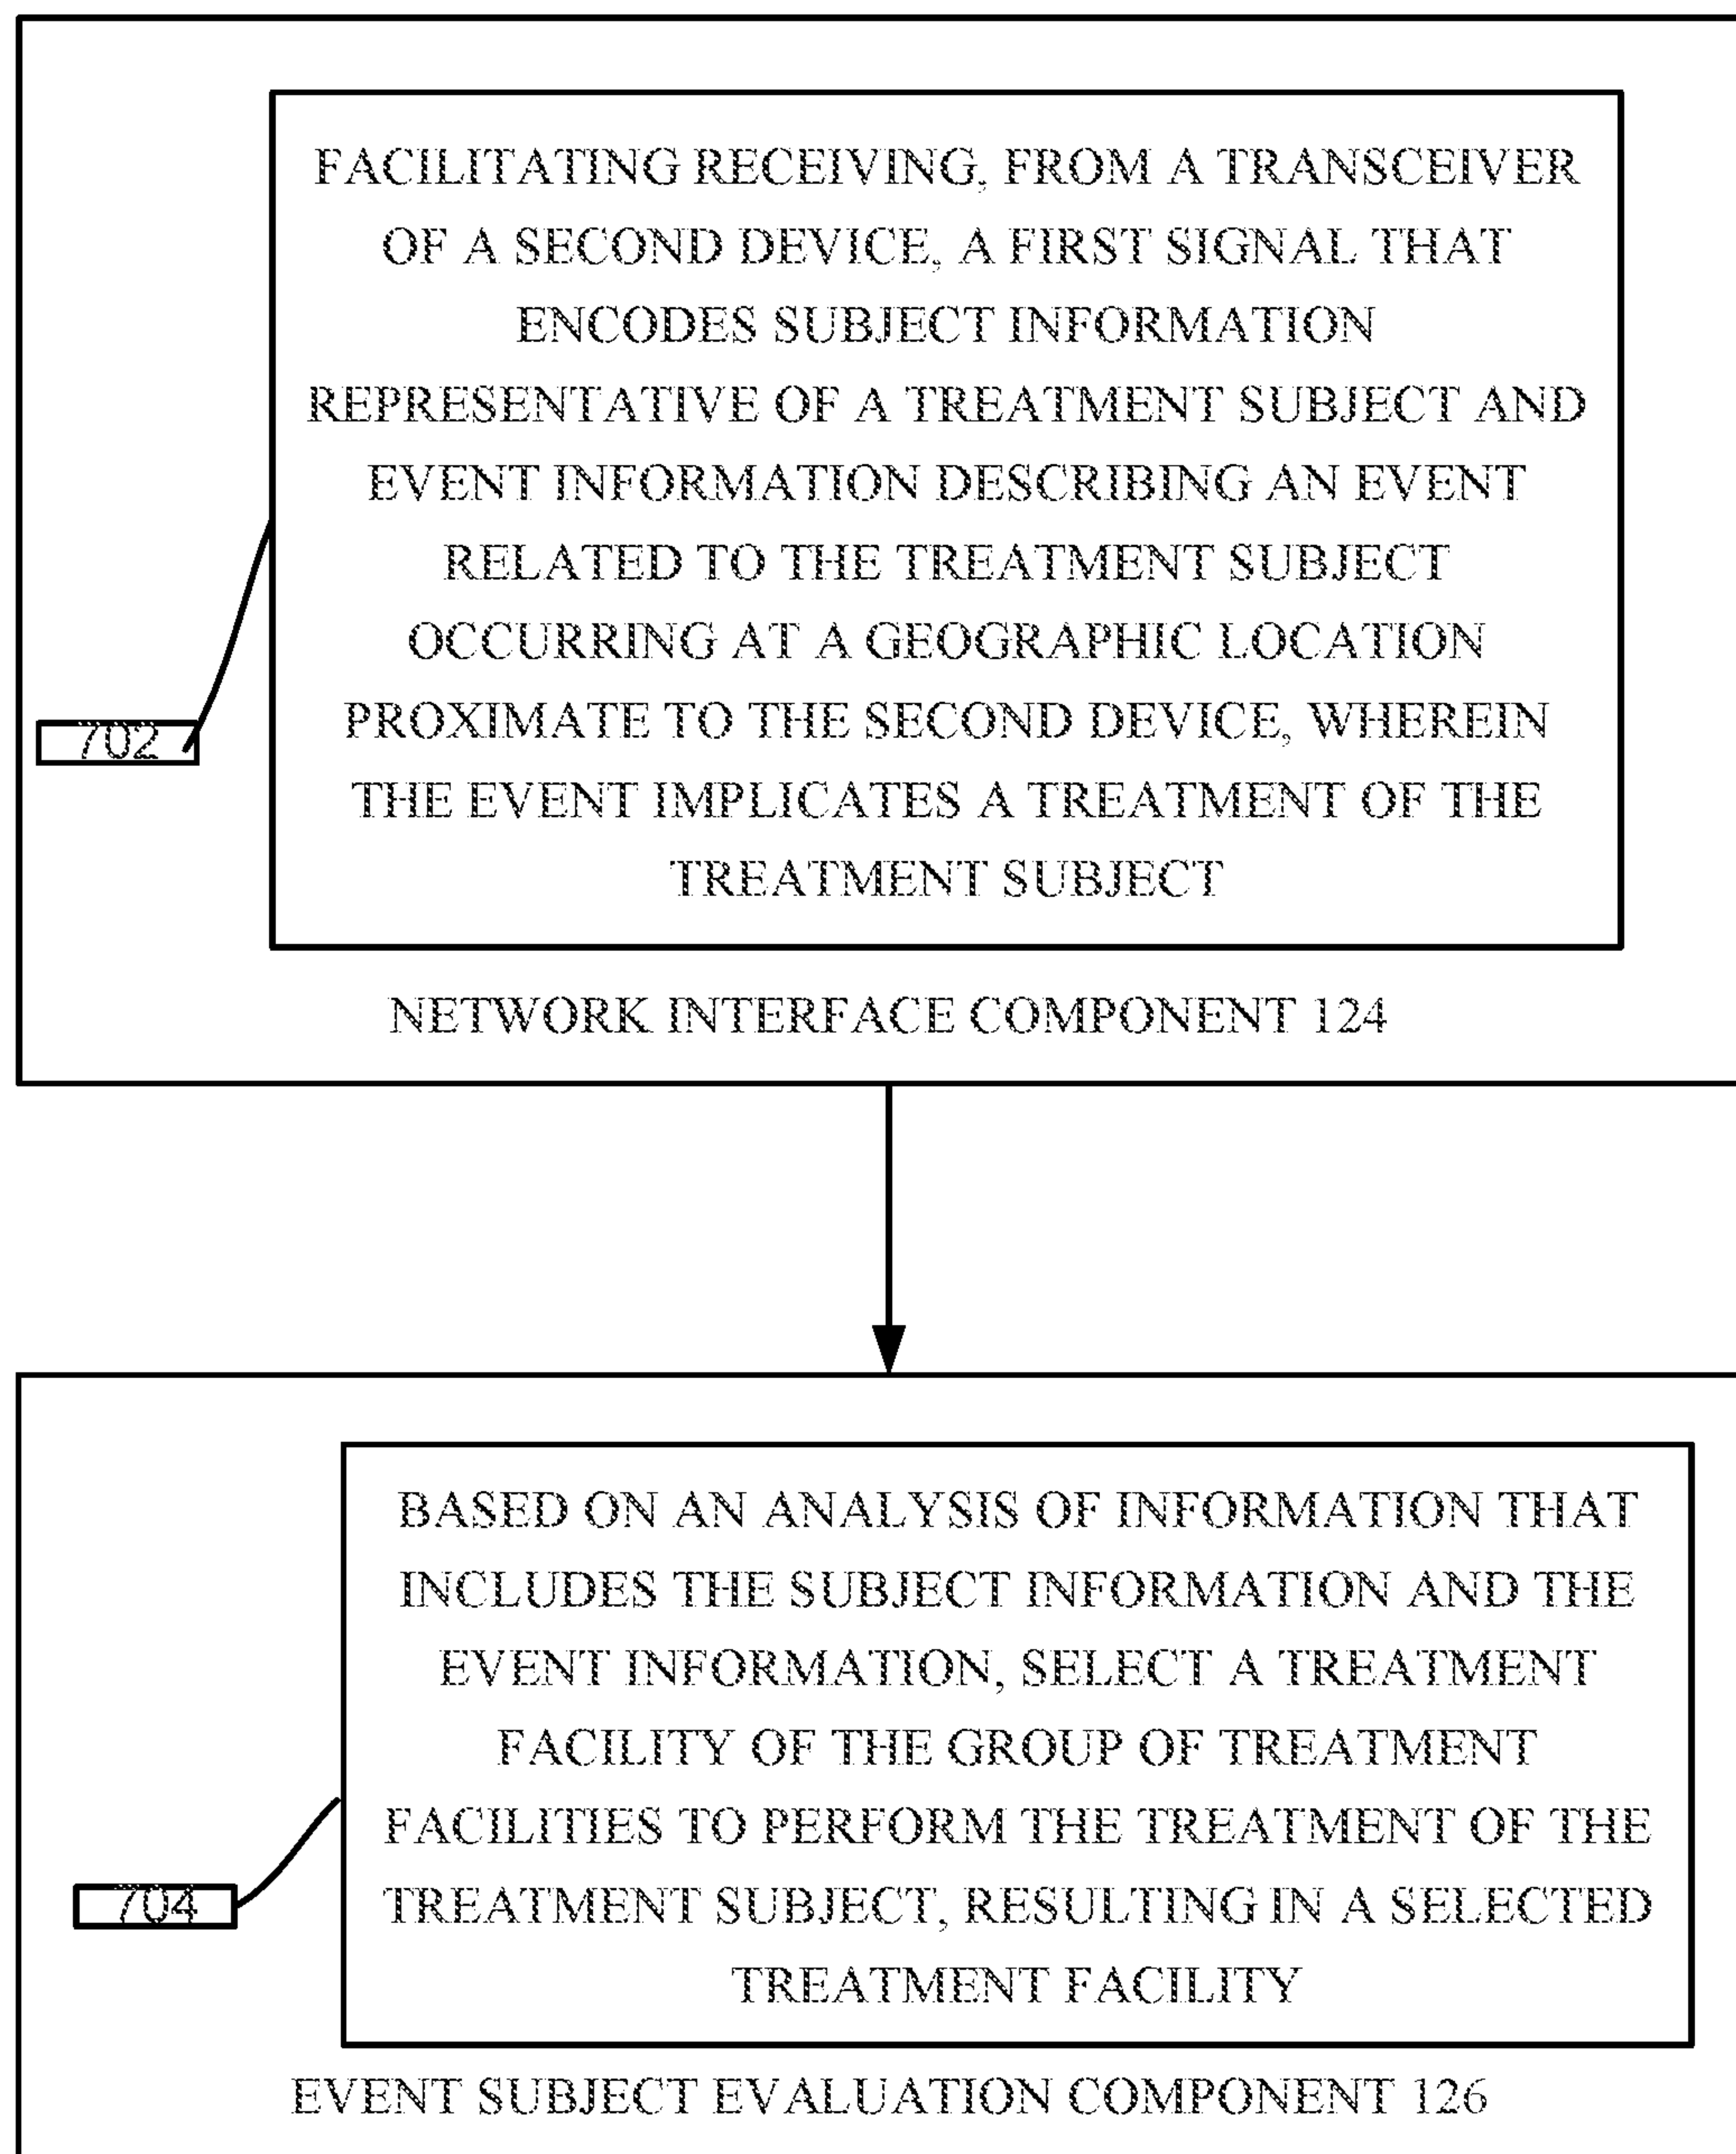 FACILITATING RECEIVING, FROM A TRANSCEIVER
OF A SECOND DEVICE, A FIRST SIGNAL THAT
ENCODES SUBJECT INFORMATION
REPRESENTATIVE OF A TREATMENT SUBJECT AND
EVENT INFORMATION DESCRIBING AN EVENT
RELATED TO THE TREATMENT SUBJECT
OCCURRING AT A GEOGRAPHIC LOCATION
PROXIMATE TO THE SECOND DEVICE, WHEREIN
THE EVENT IMPLICATES A TREATMENT OF THE
TREATMENT SUBJECT
702
NETWORK INTERFACE COMPONENT 124
BASED ON AN ANALYSIS OF INFORMATION THAT
INCLUDES THE SUBJECT INFORMATION AND THE
EVENT INFORMATION, SELECT A TREATMENT
FACILITY OF THE GROUP OF TREATMENT
FACILITIES TO PERFORM THE TREATMENT OF THE
TREATMENT SUBJECT, RESULTING IN A SELECTED
TREATMENT FACILITY
704
EVENT SUBJECT EVALUATION COMPONENT 126